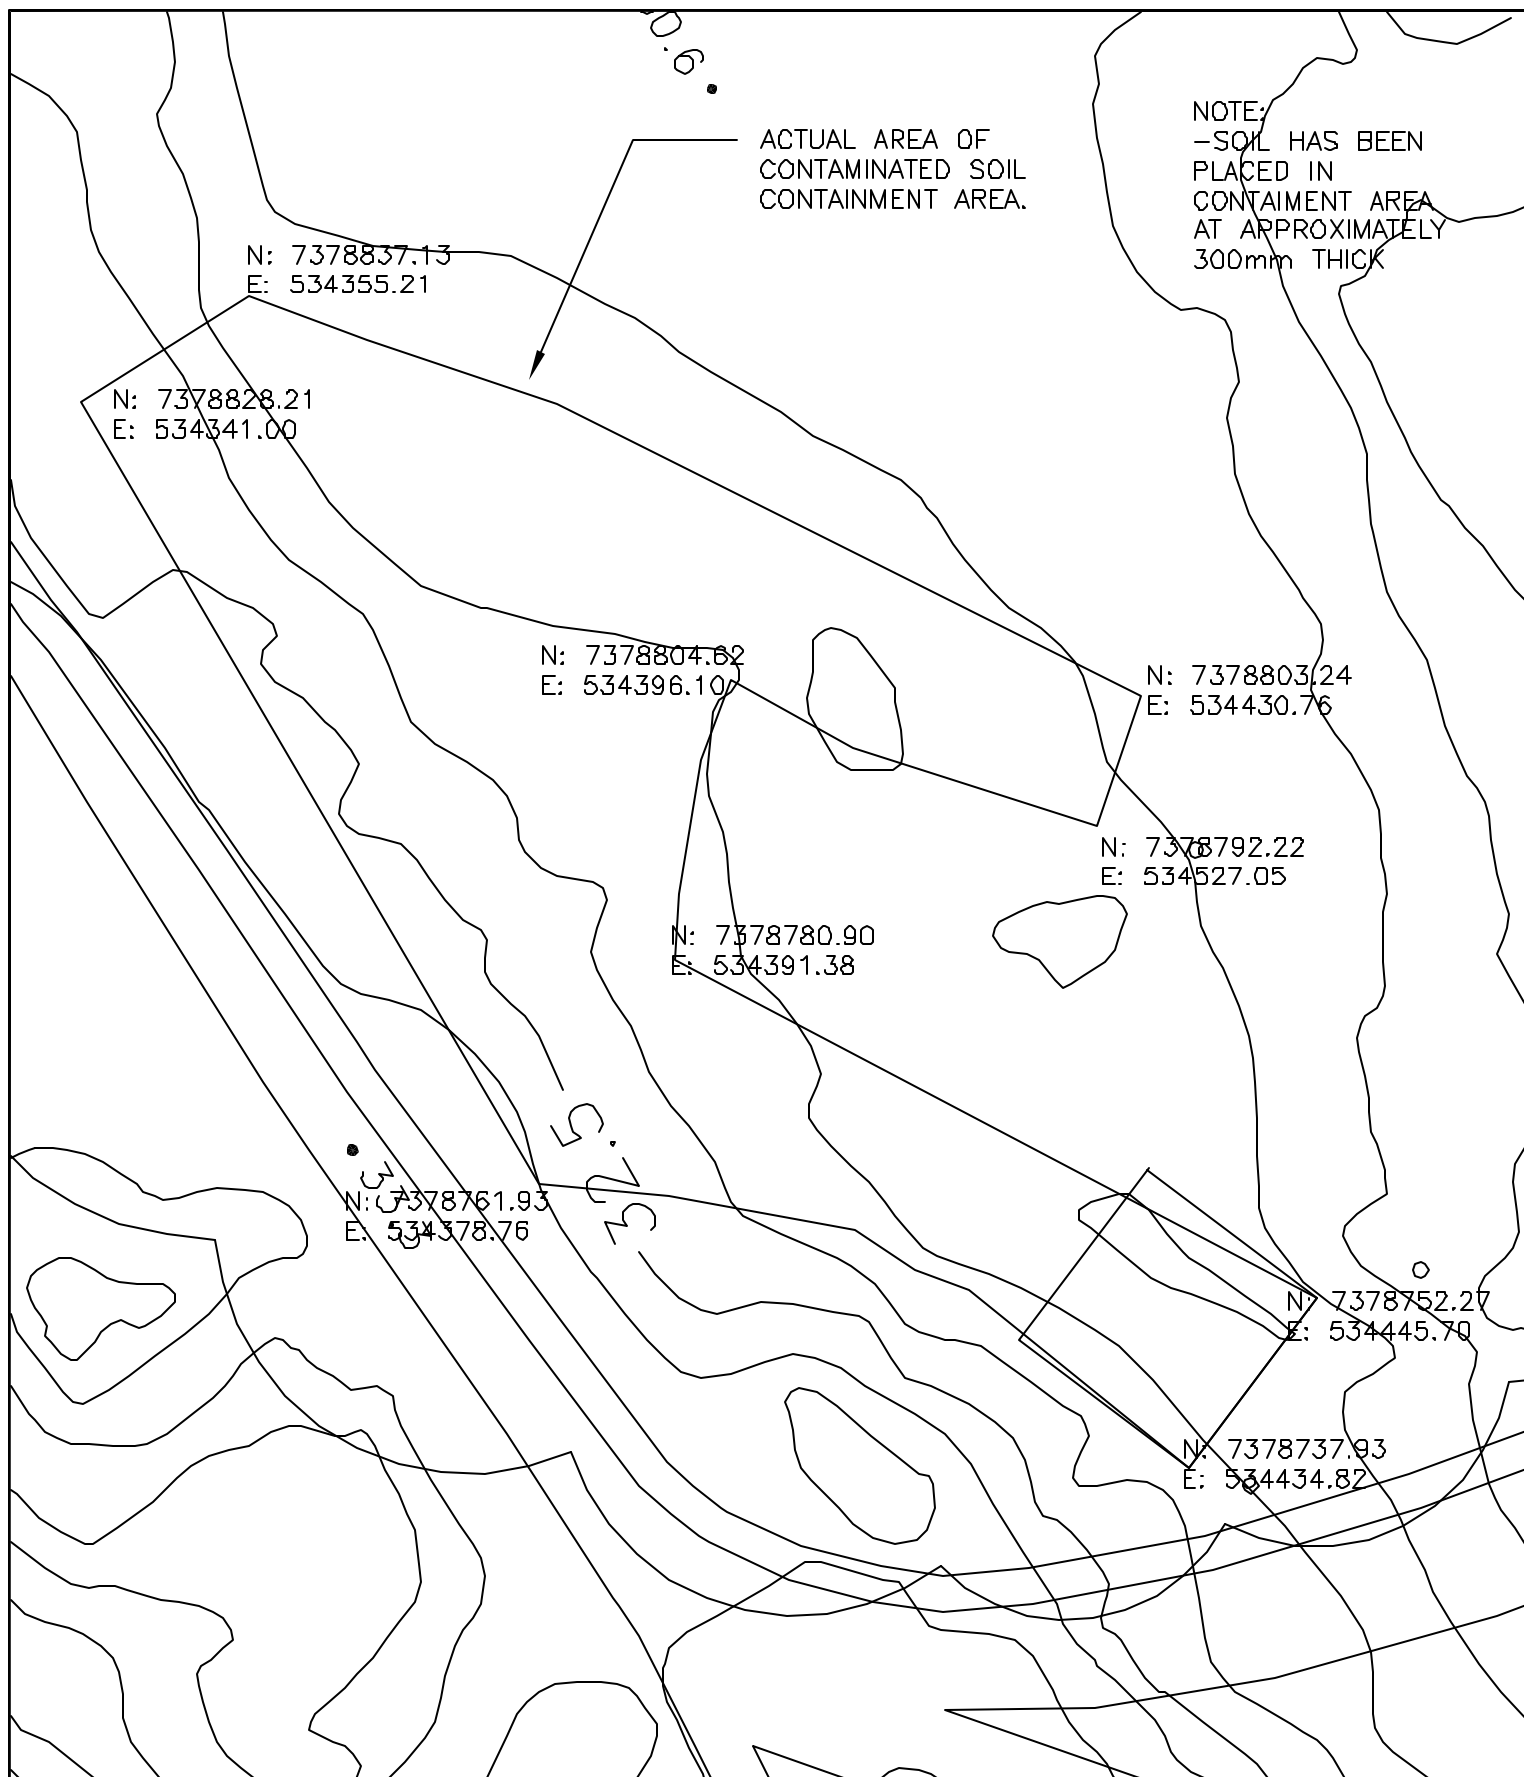 ACTUAL AREA OF
CONTAMINATED SOIL
CONTAINMENT AREA.
NOTE:
-SOIL HAS BEEN
PLACED IN
CONTAIMENT AREA
AT APPROXIMATELY
300mm THICK
N: 7378837.13
E: 534355.21
N: 7378828.21
E: 534341.00
N: 7378804.62
E: 534396.10
N: 7378803.24
E: 534430.76
N: 7378792.22
E: 534527.05
N: 7378780.90
E: 534391.38
32.5
N: 7378761.93
E: 534378.76
N: 7378752.27
E: 534445.70
N: 7378737.93
E: 534434.82